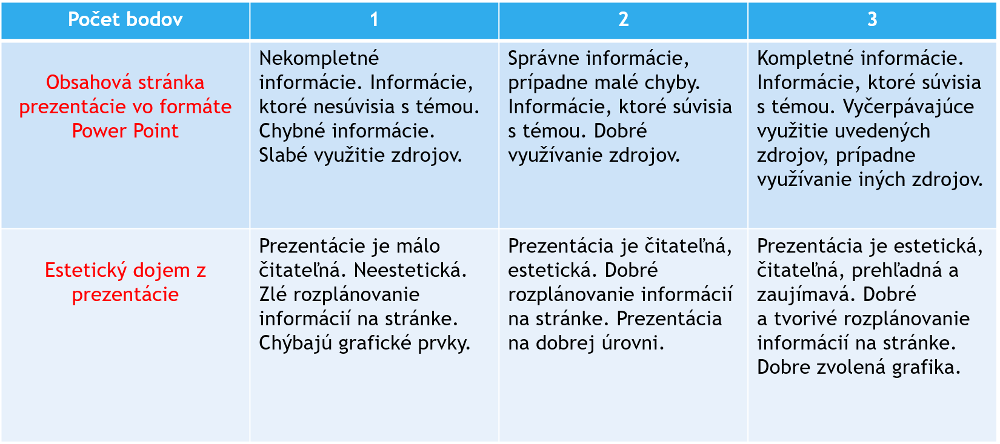 Počet bodov
1
2
3
Obsahová stránka
prezentácie vo formáte
Power Point
Nekompletné
informácie. Informácie,
ktoré nesúvisia s témou.
Chybné informácie.
Slabé využitie zdrojov.
Správne informácie,
prípadne malé chyby.
Informácie, ktoré súvisia
s témou. Dobré
využívanie zdrojov.
Kompletné informácie.
Informácie, ktoré súvisia
s témou. Vyčerpávajúce
využitie uvedených
zdrojov, prípadne
využívanie iných zdrojov.
Estetický dojem z
prezentácie
Prezentácie je málo
čitateľná. Neestetická.
Zlé rozplánovanie
informácií na stránke.
Chýbajú grafické prvky.
Prezentácia je čitateľná,
estetická. Dobré
rozplánovanie informácií
na stránke. Prezentácia
na dobrej úrovni.
Prezentácia je estetická,
čitateľná, prehľadná a
zaujímavá. Dobré
a tvorivé rozplánovanie
informácií na stránke.
Dobre zvolená grafika.